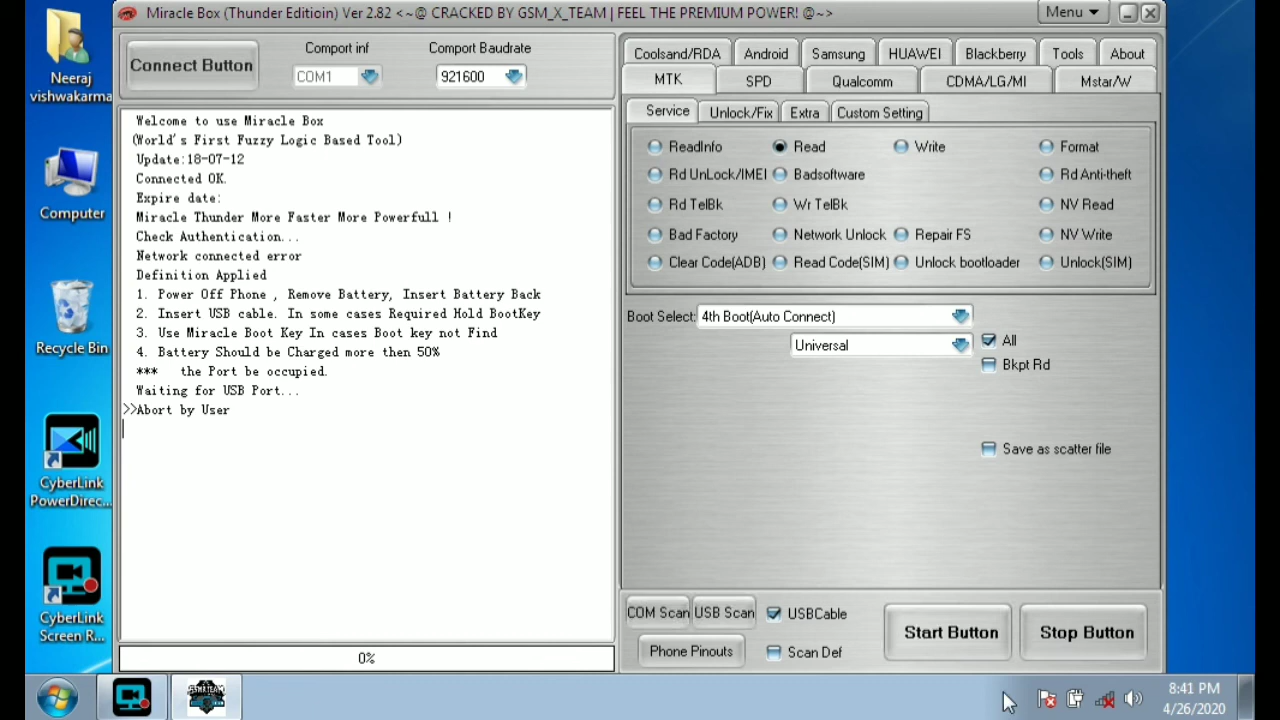 Miracle Box (Thunder Editioin) Ver 2.82 <~@ CRACKED BY GSM_X_TEAM | FEEL THE PREMIUM POWER! @~>
Menu
Neeraj
vishwakarma
Computer
Recycle Bin
CyberLink
PowerDirec...
CyberLink
Screen R...
Connect Button
Comport inf
COM1
Comport Baudrate
921600
Welcome to use Miracle Box
(World's First Fuzzy Logic Based Tool)
Update:18-07-12
Connected OK.
Expire date:
Miracle Thunder More Faster More Powerfull !
Check Authentication...
Network connected error
Definition Applied
1. Power Off Phone , Remove Battery, Insert Battery Back
2. Insert USB cable. In some cases Required Hold BootKey
3. Use Miracle Boot Key In cases Boot key not Find
4. Battery Should be Charged more then 50%
*** the Port be occupied.
Waiting for USB Port...
>>Abort by User
0%
Coolsand/RDA Android Samsung HUAWEI Blackberry Tools About
MTK SPD Qualcomm CDMA/LG/MI Mstar/W
Service Unlock/Fix Extra Custom Setting
ReadInfo Read Write Format
Rd UnLock/IMEI Badsoftware Rd Anti-theft
Rd TelBk Wr TelBk NV Read
Bad Factory Network Unlock Repair FS NV Write
Clear Code(ADB) Read Code(SIM) Unlock bootloader Unlock(SIM)
Boot Select: 4th Boot(Auto Connect)
Universal All
Bkpt Rd
Save as scatter file
COM Scan USB Scan USBCable
Phone Pinouts Scan Def
Start Button Stop Button
8:41 PM
4/26/2020